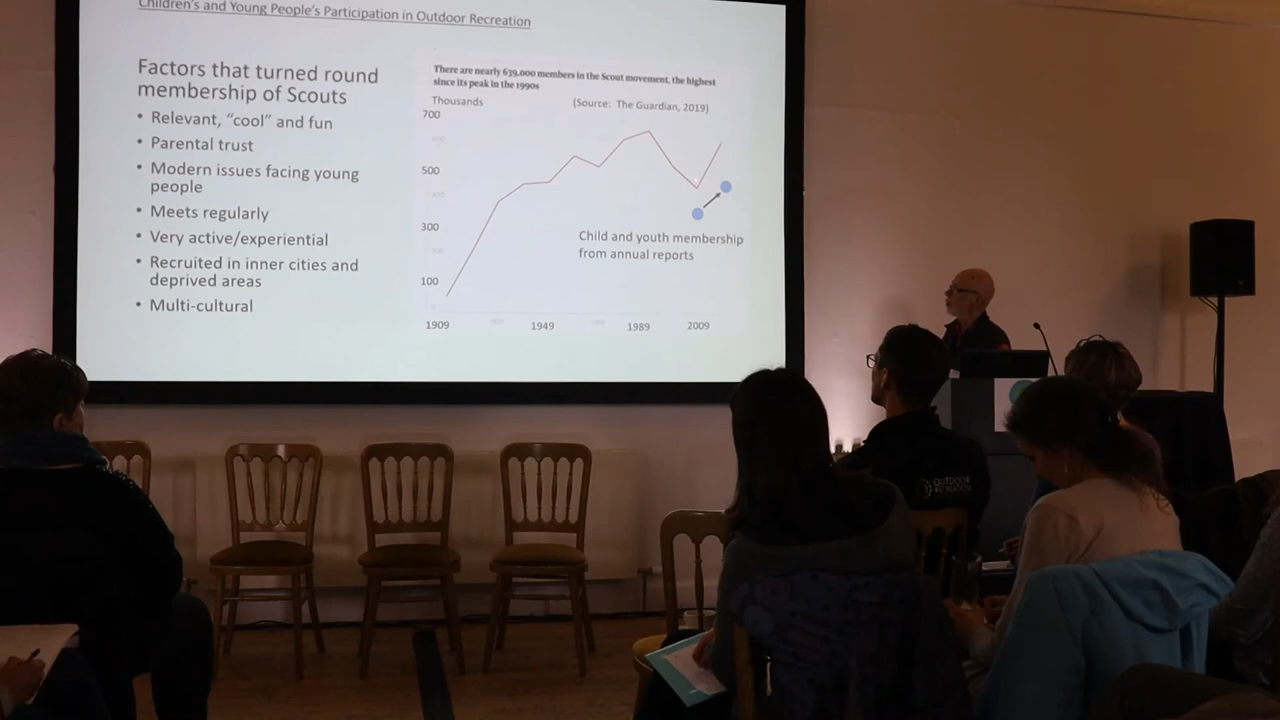 Children's and Young People's Participation in Outdoor Recreation
Factors that turned round
membership of Scouts
• Relevant, “cool” and fun
• Parental trust
• Modern issues facing young
people
• Meets regularly
• Very active/experiential
• Recruited in inner cities and
deprived areas
• Multi-cultural
There are nearly 639,000 members in the Scout movement, the highest
since its peak in the 1990s
Thousands
(Source: The Guardian, 2019)
700
500
300
100
1909
1949
1989
2009
Child and youth membership
from annual reports
OUTDOOR
RECREATION